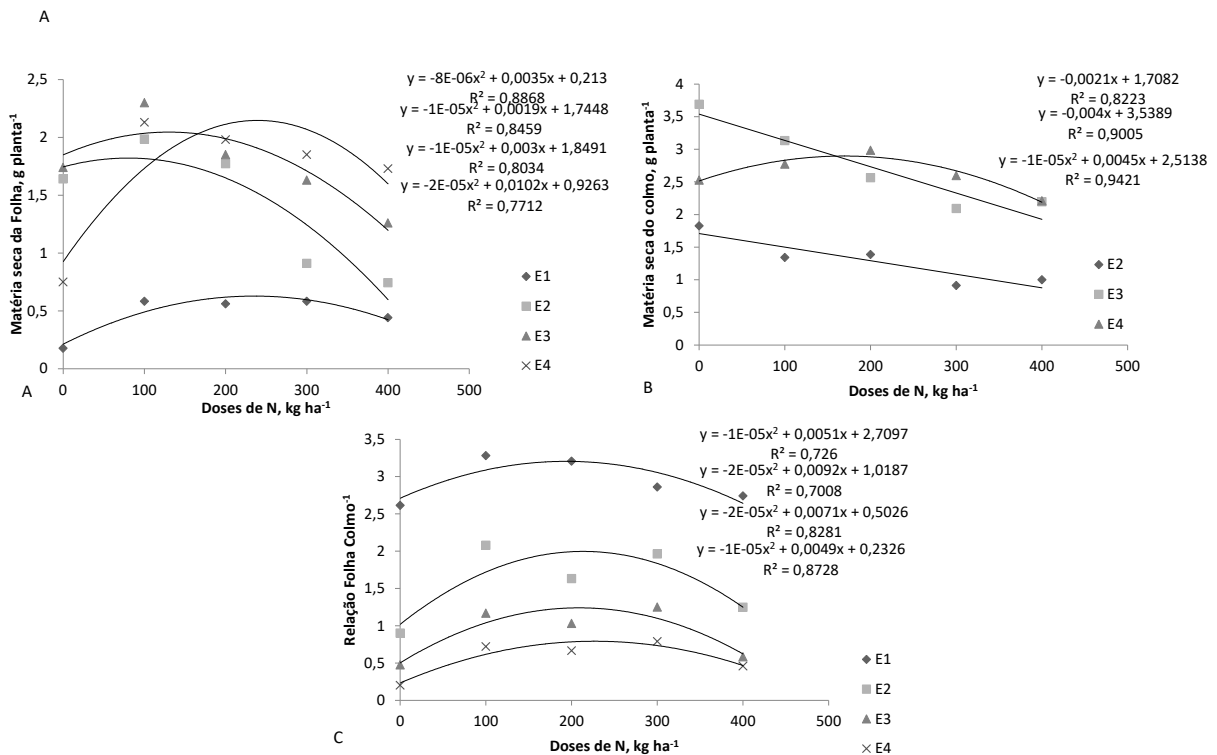 A
y = -8E-06x² + 0,0035x + 0,213
R² = 0,8868
y = -1E-05x² + 0,0019x + 1,7448
R² = 0,8459
y = -1E-05x² + 0,003x + 1,8491
R² = 0,8034
y = -2E-05x² + 0,0102x + 0,9263
R² = 0,7712
Matéria seca da Folha, g planta⁻¹
2,5
2
1,5
1
0,5
0
0 100 200 300 400 500
Doses de N, kg ha⁻¹
E1
E2
E3
E4
A
y = -0,0021x + 1,7082
R² = 0,8223
y = -0,004x + 3,5389
R² = 0,9005
y = -1E-05x² + 0,0045x + 2,5138
R² = 0,9421
Matéria seca do colmo, g planta⁻¹
4
3,5
3
2,5
2
1,5
1
0,5
0
0 100 200 300 400 500
Doses de N, kg ha⁻¹
E2
E3
E4
B
y = -1E-05x² + 0,0051x + 2,7097
R² = 0,726
y = -2E-05x² + 0,0092x + 1,0187
R² = 0,7008
y = -2E-05x² + 0,0071x + 0,5026
R² = 0,8281
y = -1E-05x² + 0,0049x + 0,2326
R² = 0,8728
Relação Folha Colmo⁻¹
3,5
3
2,5
2
1,5
1
0,5
0
0 100 200 300 400 500
Doses de N, kg ha⁻¹
E1
E2
E3
E4
C